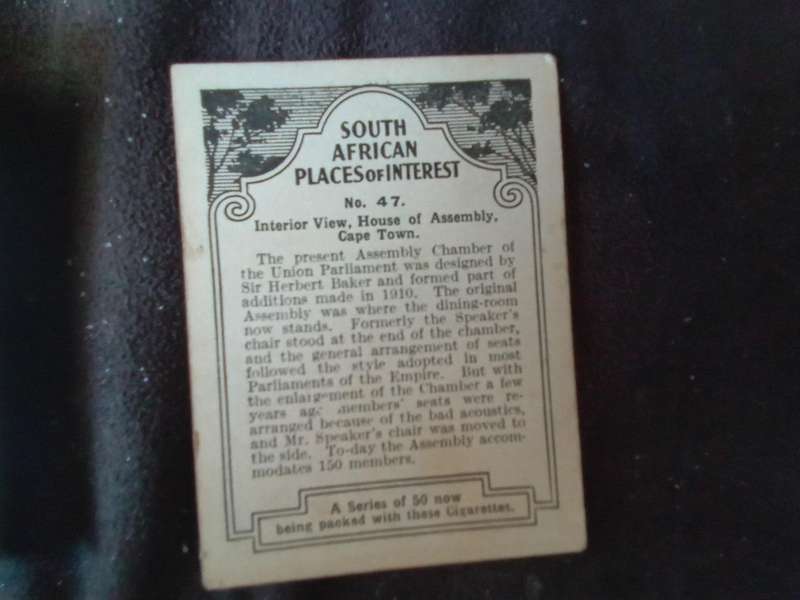 SOUTH
AFRICAN
PLACES OF INTEREST
No. 47.
Interior View, House of Assembly,
Cape Town.
The present Assembly Chamber of
the Union Parliament was designed by
Sir Herbert Baker and formed part of
additions made in 1910. The original
Assembly was where the dining-room
now stands. Formerly the Speaker's
chair stood at the end of the chamber,
and the general arrangement of seats
followed the style adopted in most
Parliaments of the Empire. But with
the enlargement of the Chamber a few
years ago members' seats were re-
arranged because of the bad acoustics,
and Mr. Speaker's chair was moved to
the side. To-day the Assembly accom-
modates 150 members.
A Series of 50 now
being packed with these Cigarettes.